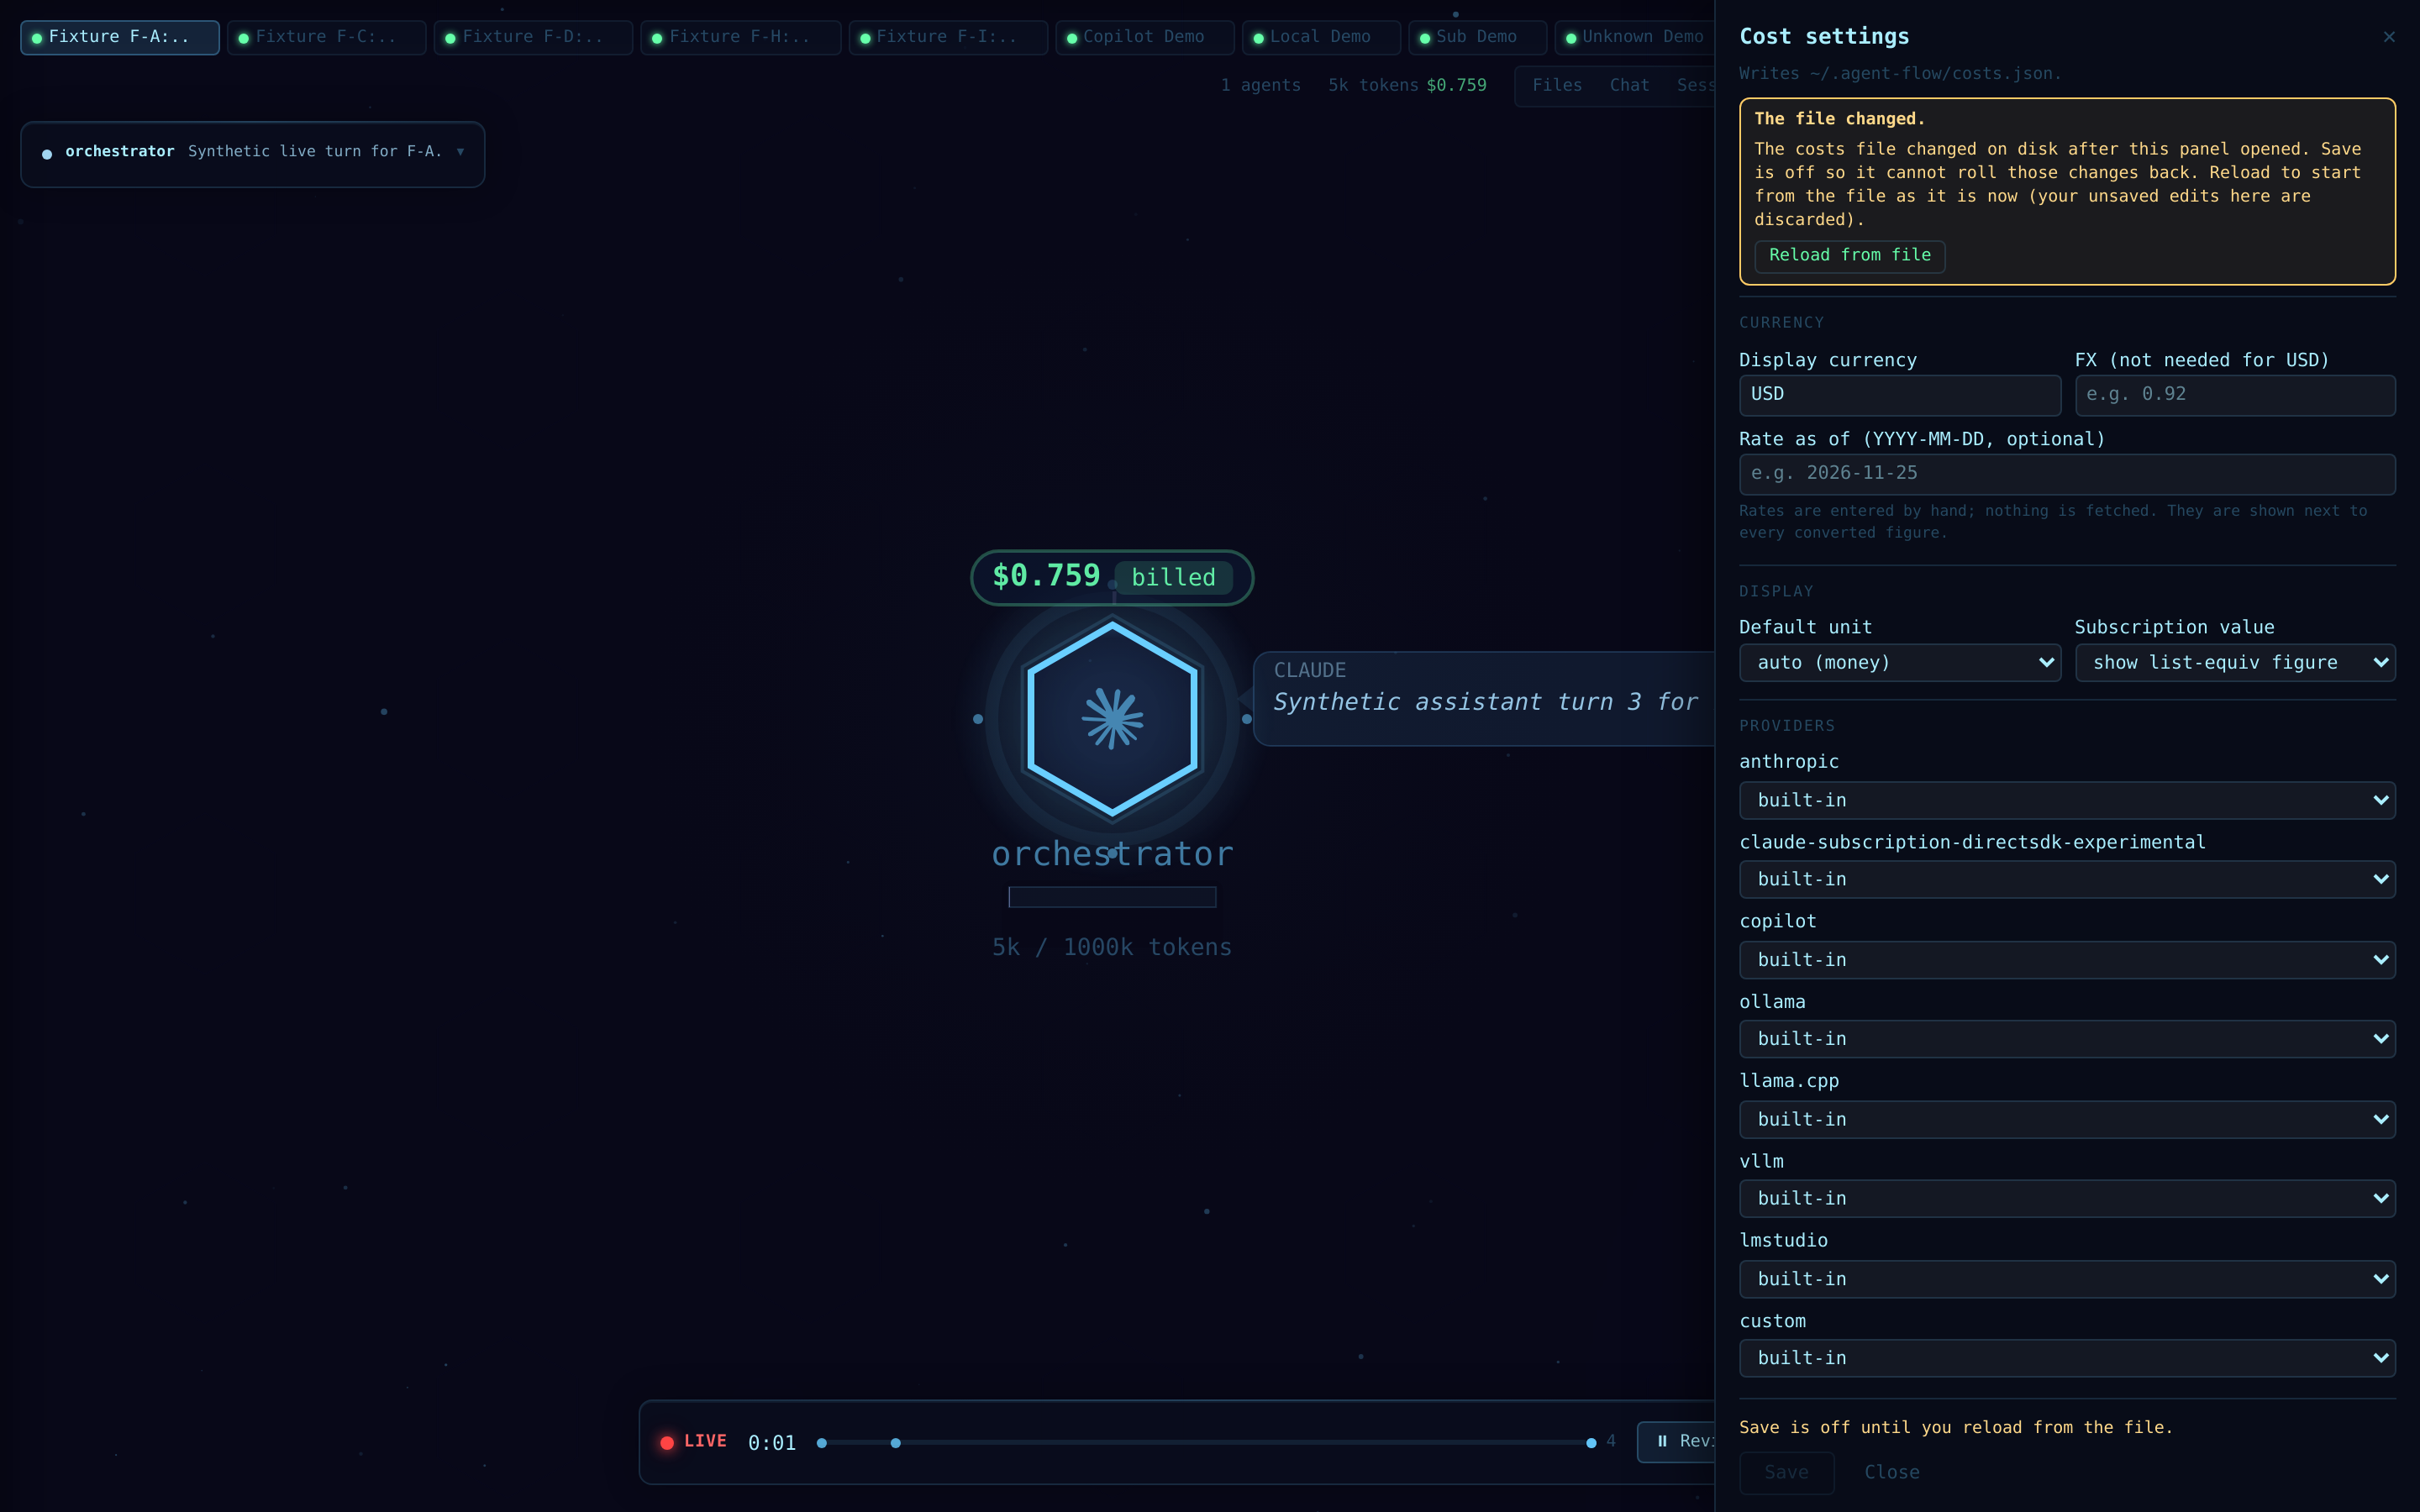 Fixture F-A:..
Fixture F-C:..
Fixture F-D:..
Fixture F-H:..
Fixture F-I:..
Copilot Demo
Local Demo
Sub Demo
Unknown Demo
1 agents 5k tokens $0.759
Files Chat Sess
orchestrator Synthetic live turn for F-A. ▼
$0.759 billed
CLAUDE
Synthetic assistant turn 3 for
orchestrator
5k / 1000k tokens
LIVE 0:01 4
Revi
Cost settings ×
Writes ~/.agent-flow/costs.json.
The file changed.
The costs file changed on disk after this panel opened. Save
is off so it cannot roll those changes back. Reload to start
from the file as it is now (your unsaved edits here are
discarded).
Reload from file
CURRENCY
Display currency
USD
FX (not needed for USD)
e.g. 0.92
Rate as of (YYYY-MM-DD, optional)
e.g. 2026-11-25
Rates are entered by hand; nothing is fetched. They are shown next to
every converted figure.
DISPLAY
Default unit
auto (money)
Subscription value
show list-equiv figure
PROVIDERS
anthropic
built-in
claude-subscription-directsdk-experimental
built-in
copilot
built-in
ollama
built-in
llama.cpp
built-in
vllm
built-in
lmstudio
built-in
custom
built-in
Save is off until you reload from the file.
Save Close